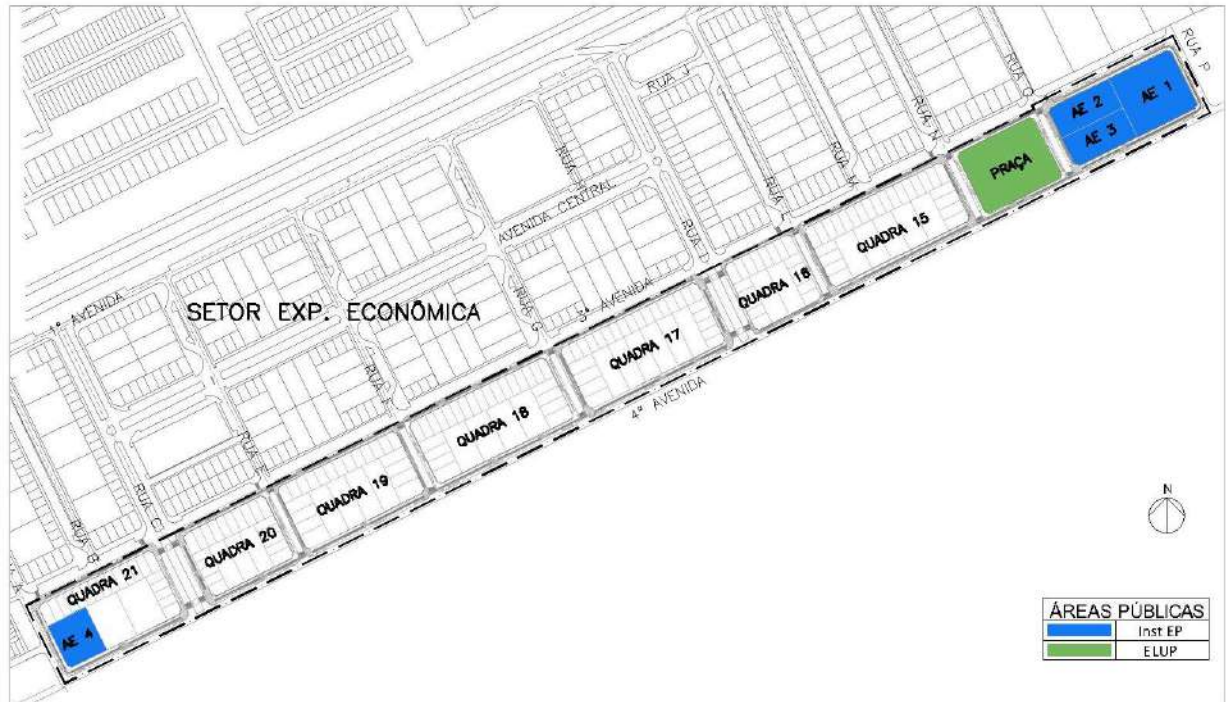 RUA P
AE 1
AE 2
AE 3
PRAÇA
RUA J
RUA N
RUA M
RUA H
AVENIDA CENTRAL
RUA L
RUA I
QUADRA 15
QUADRA 16
5ª AVENIDA
RUA G
QUADRA 17
4ª AVENIDA
1ª AVENIDA
SETOR EXP. ECONÔMICA
QUADRA 18
QUADRA 19
RUA E
RUA C
QUADRA 20
RUA B
QUADRA 21
AE 4
N
ÁREAS PÚBLICAS
Inst EP
ELUP